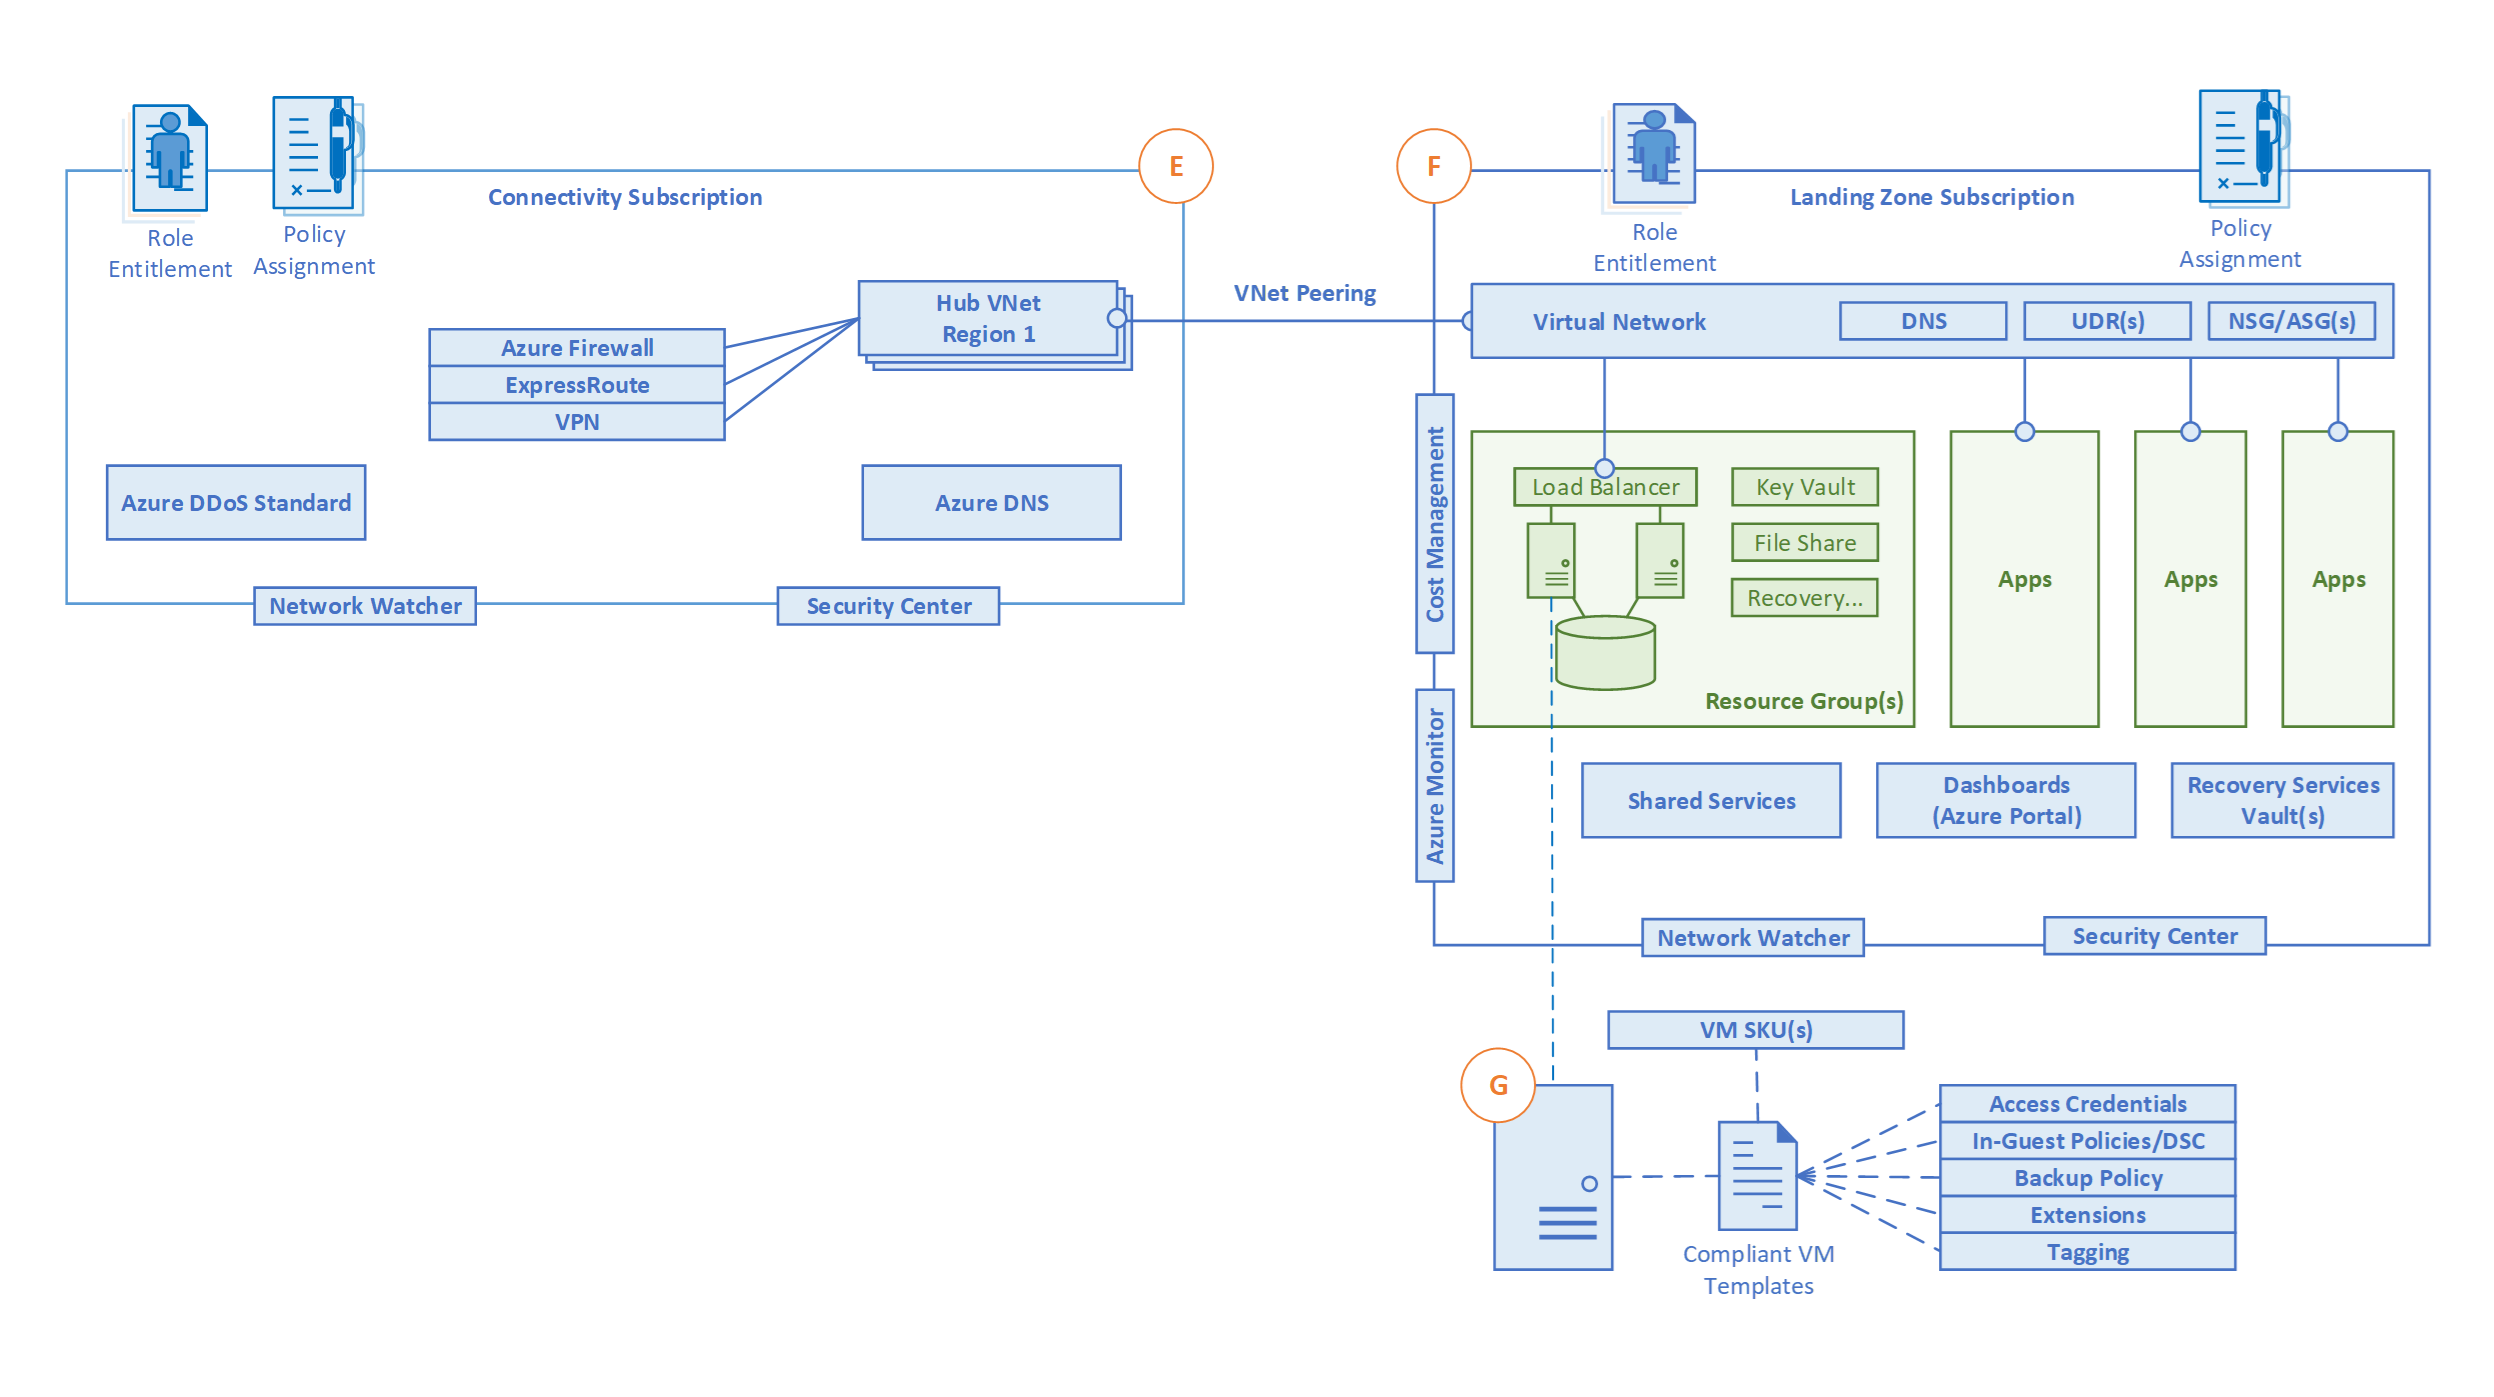 E
F
Connectivity Subscription
Landing Zone Subscription
Role
Entitlement
Policy
Assignment
Role
Entitlement
Policy
Assignment
Hub VNet
Region 1
VNet Peering
Virtual Network
DNS
UDR(s)
NSG/ASG(s)
Azure Firewall
ExpressRoute
VPN
Azure DDoS Standard
Azure DNS
Network Watcher
Security Center
Cost Management
Azure Monitor
Load Balancer
Key Vault
File Share
Recovery...
Resource Group(s)
Apps
Apps
Apps
Shared Services
Dashboards
(Azure Portal)
Recovery Services
Vault(s)
Network Watcher
Security Center
VM SKU(s)
G
Compliant VM
Templates
Access Credentials
In-Guest Policies/DSC
Backup Policy
Extensions
Tagging